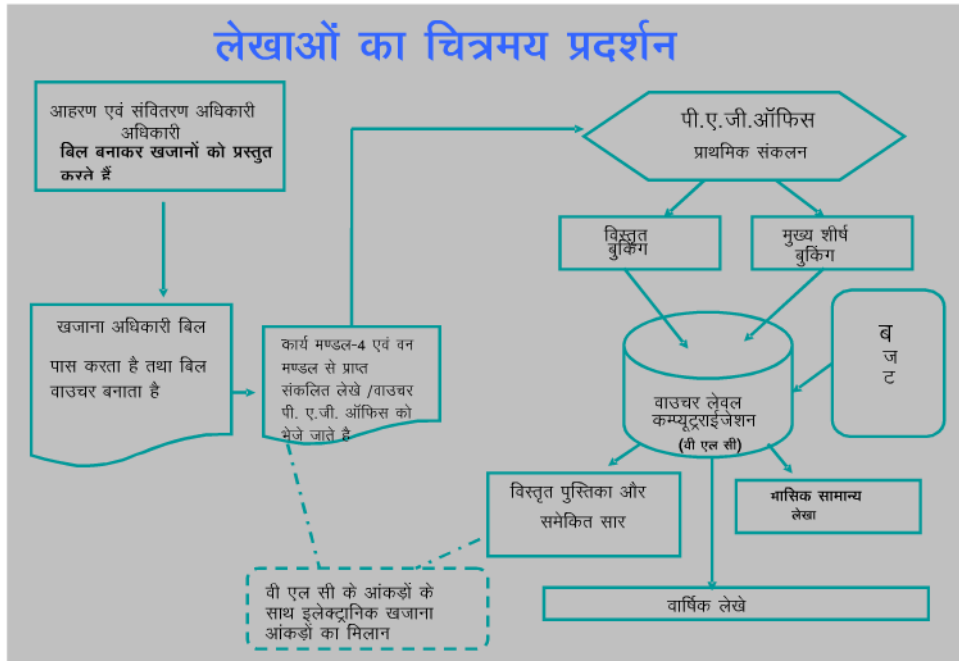 लेखाओं का चित्रमय प्रदर्शन
आहरण एवं संवितरण अधिकारी
अधिकारी
बिल बनाकर खजानों को प्रस्तुत
करते हैं
खजाना अधिकारी बिल
पास करता है तथा बिल
वाउचर बनाता है
कार्य मण्डल-4 एवं वन
मण्डल से प्राप्त
संकलित लेखे /वाउचर
पी. ए.जी. ऑफिस को
भेजे जाते है
पी.ए.जी.ऑफिस
प्राथमिक संकलन
विस्तृत
बुकिंग
मुख्य शीर्ष
बुकिंग
ब
ज
ट
वाउचर लेवल
कम्प्यूट्राईजेशन
(वी एल सी)
विस्तृत पुस्तिका और
समेकित सार
मासिक सामान्य
लेखा
वार्षिक लेखे
वी एल सी के आंकड़ों के
साथ इलेक्ट्रानिक खजाना
आंकड़ों का मिलान